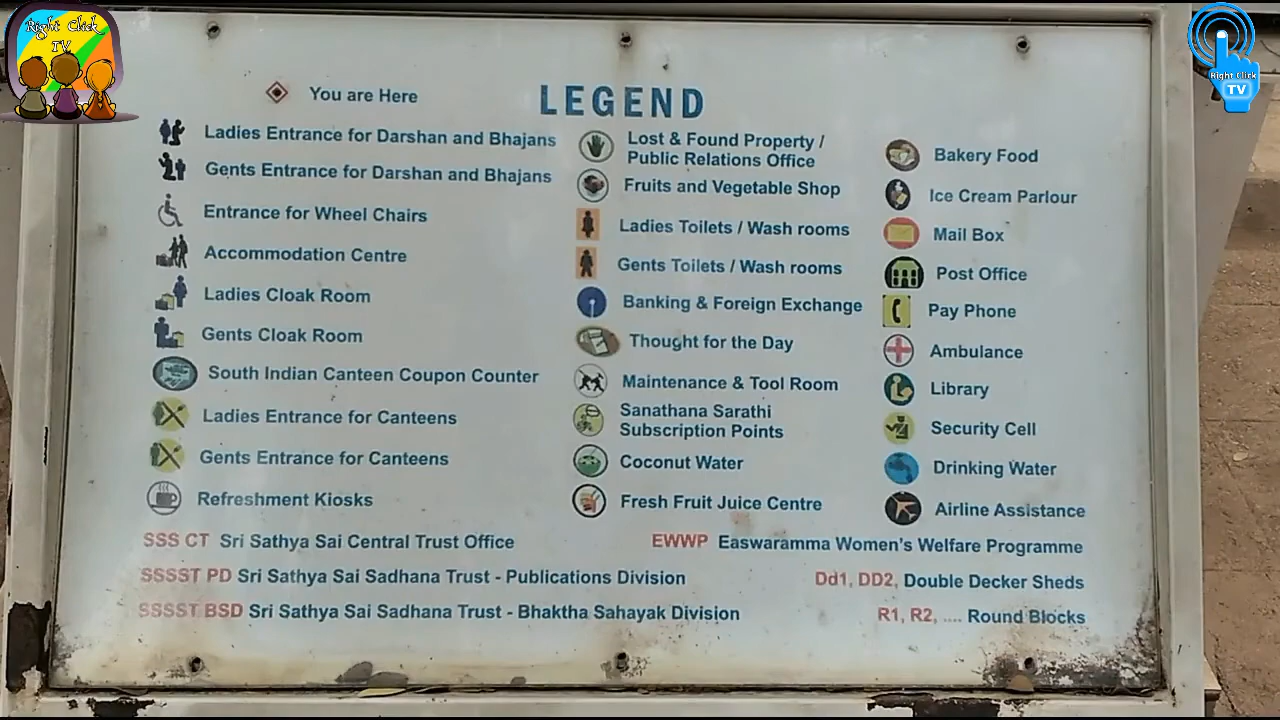 Right Click
TV
Right Click
TV
LEGEND
You are Here
Ladies Entrance for Darshan and Bhajans
Gents Entrance for Darshan and Bhajans
Entrance for Wheel Chairs
Accommodation Centre
Ladies Cloak Room
Gents Cloak Room
South Indian Canteen Coupon Counter
Ladies Entrance for Canteens
Gents Entrance for Canteens
Refreshment Kiosks
Lost & Found Property /
Public Relations Office
Fruits and Vegetable Shop
Ladies Toilets / Wash rooms
Gents Toilets / Wash rooms
Banking & Foreign Exchange
Thought for the Day
Maintenance & Tool Room
Sanathana Sarathi
Subscription Points
Coconut Water
Fresh Fruit Juice Centre
Bakery Food
Ice Cream Parlour
Mail Box
Post Office
Pay Phone
Ambulance
Library
Security Cell
Drinking Water
Airline Assistance
SSS CT Sri Sathya Sai Central Trust Office
SSSST PD Sri Sathya Sai Sadhana Trust - Publications Division
SSSST BSD Sri Sathya Sai Sadhana Trust - Bhaktha Sahayak Division
EWWP Easwaramma Women's Welfare Programme
Dd1, DD2, Double Decker Sheds
R1, R2, .... Round Blocks